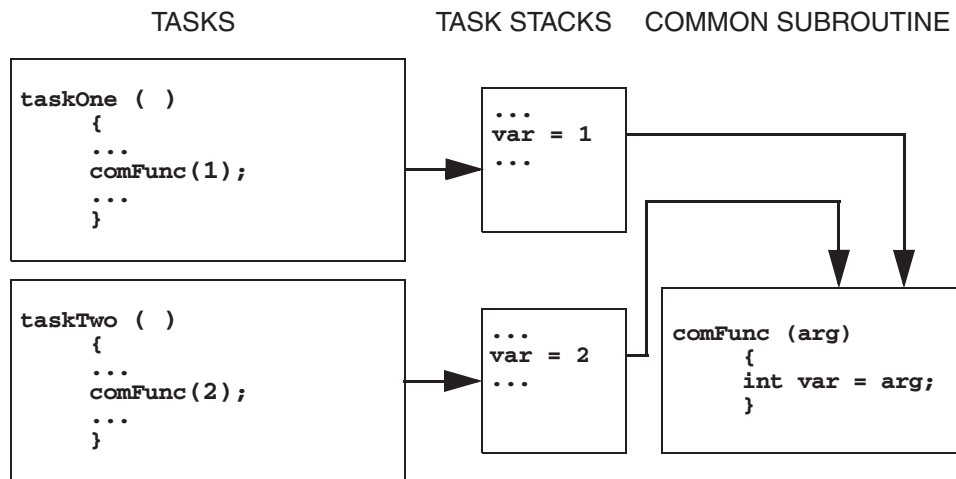 TASKS
TASK STACKS
COMMON SUBROUTINE
taskOne ( )
{
...
comFunc(1);
...
}
...
var = 1
...
taskTwo ( )
{
...
comFunc(2);
...
}
...
var = 2
...
comFunc (arg)
{
int var = arg;
}